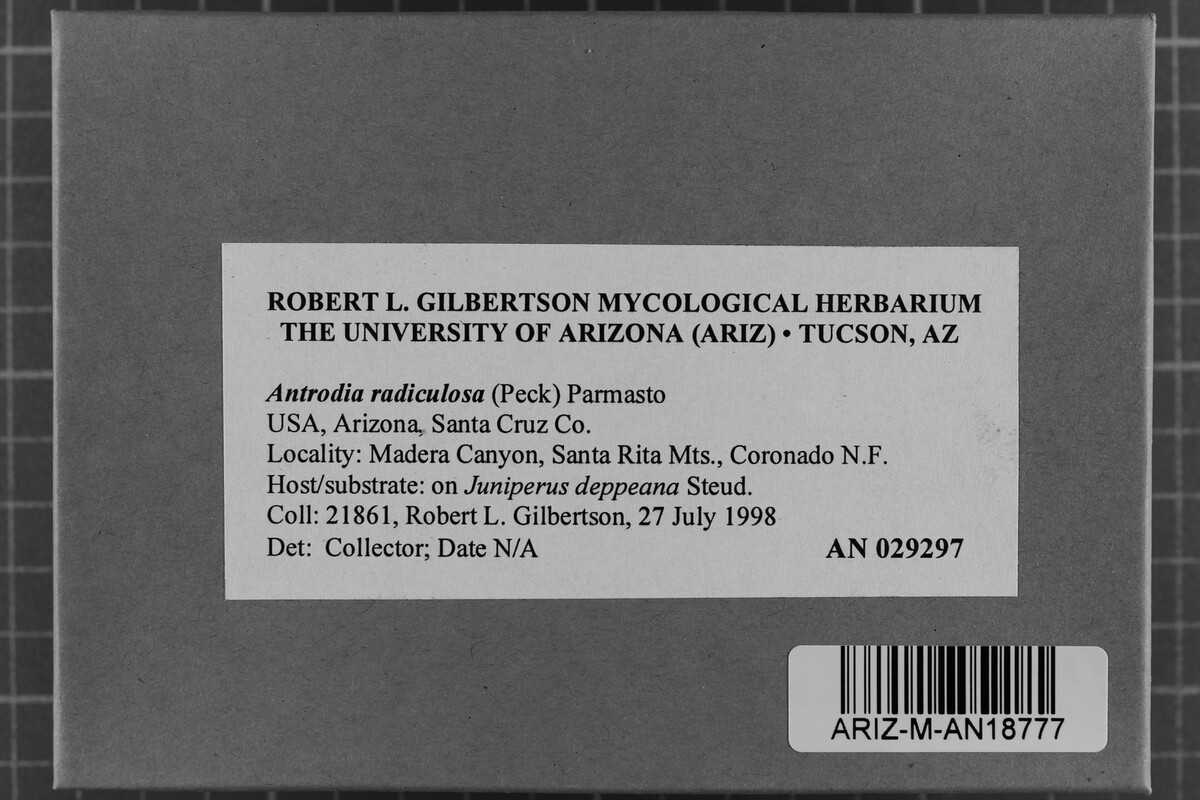 ROBERT L. GILBERTSON MYCOLOGICAL HERBARIUM
THE UNIVERSITY OF ARIZONA (ARIZ) • TUCSON, AZ
Antrodia radiculosa (Peck) Parmasto
USA, Arizona, Santa Cruz Co.
Locality: Madera Canyon, Santa Rita Mts., Coronado N.F.
Host/substrate: on Juniperus deppeana Steud.
Coll: 21861, Robert L. Gilbertson, 27 July 1998
Det: Collector; Date N/A AN 029297
ARIZ-M-AN18777